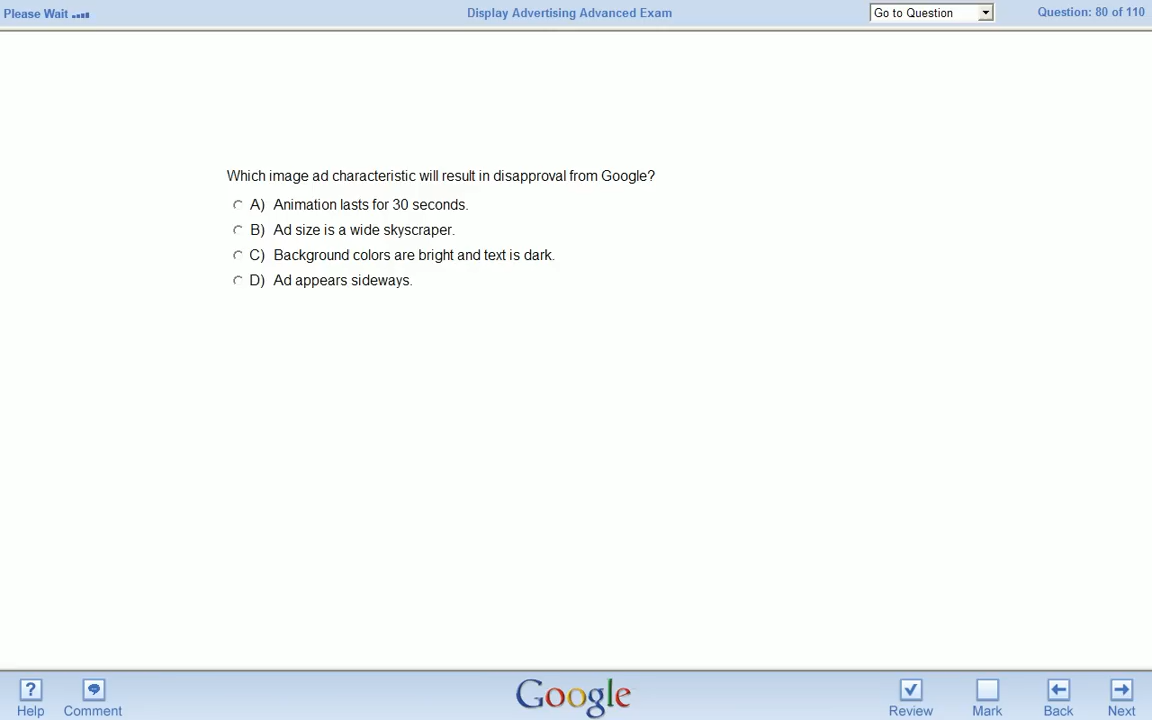 Please Wait
Display Advertising Advanced Exam
Go to Question
Question: 80 of 110
Which image ad characteristic will result in disapproval from Google?
A) Animation lasts for 30 seconds.
B) Ad size is a wide skyscraper.
C) Background colors are bright and text is dark.
D) Ad appears sideways.
?
Help
Comment
Google
Review
Mark
Back
Next